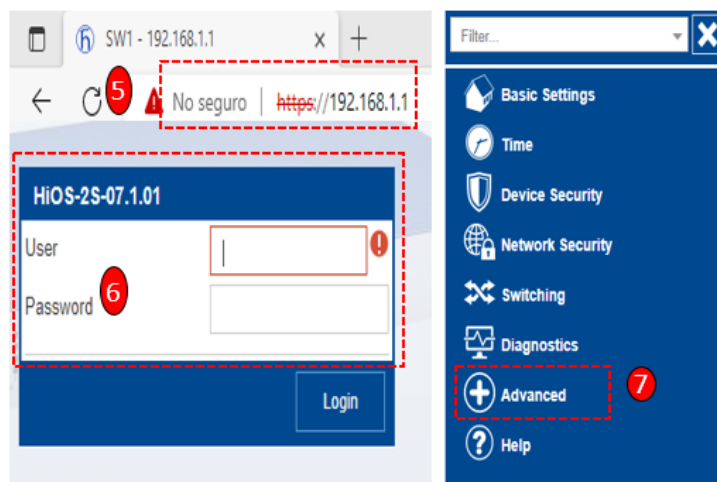 SW1 - 192.168.1.1
5
No seguro | https://192.168.1.1
HiOS-2S-07.1.01
User
6
Password
Login
Filter...
Basic Settings
Time
Device Security
Network Security
Switching
Diagnostics
Advanced
7
Help